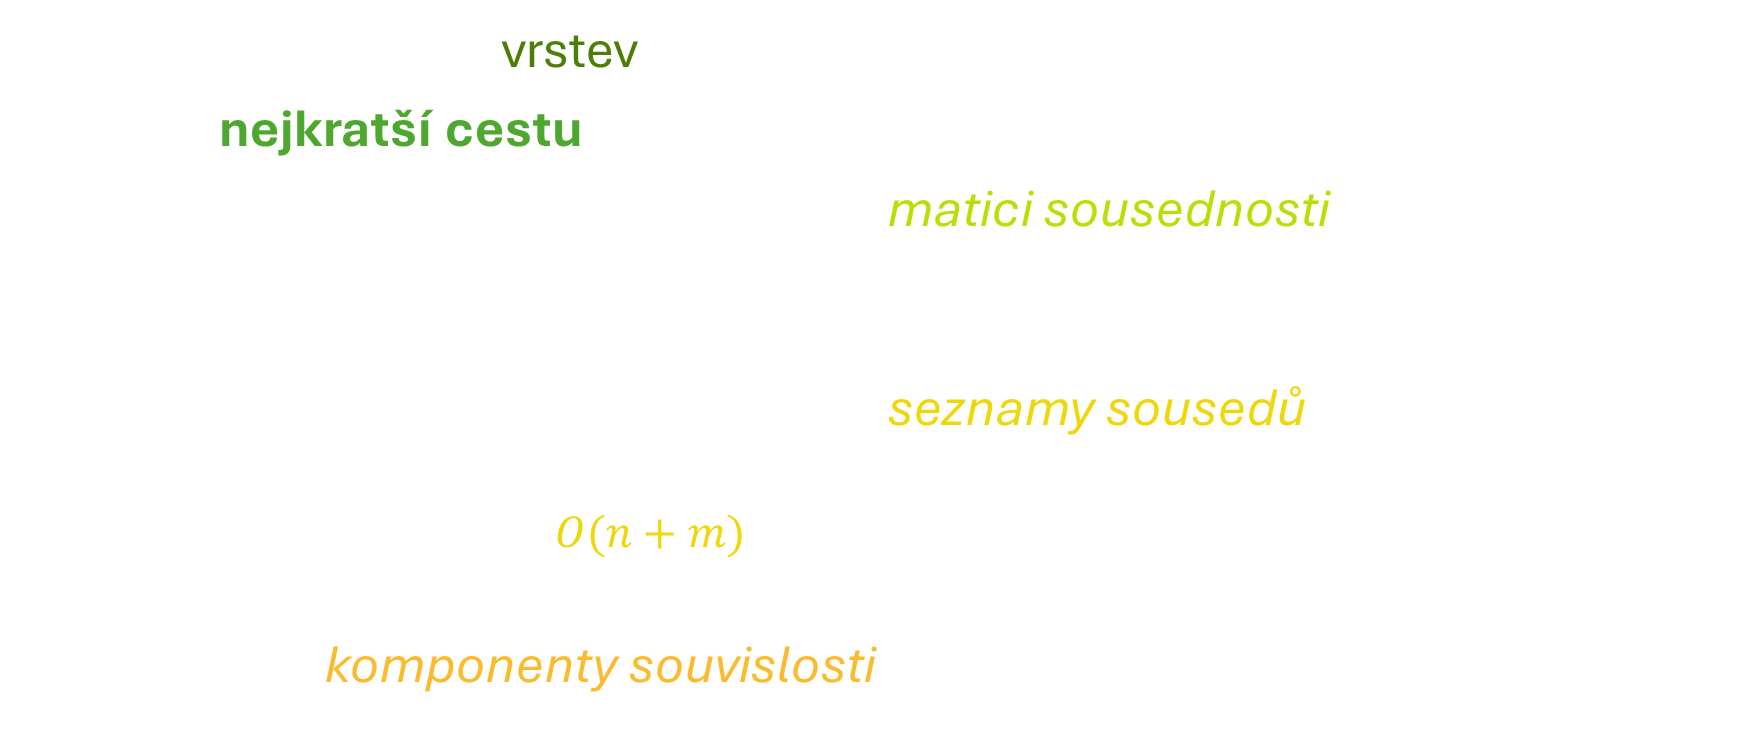 vrstev
nejkratší cestu
matici sousednosti
seznamy sousedů
O(n + m)
komponenty souvislosti